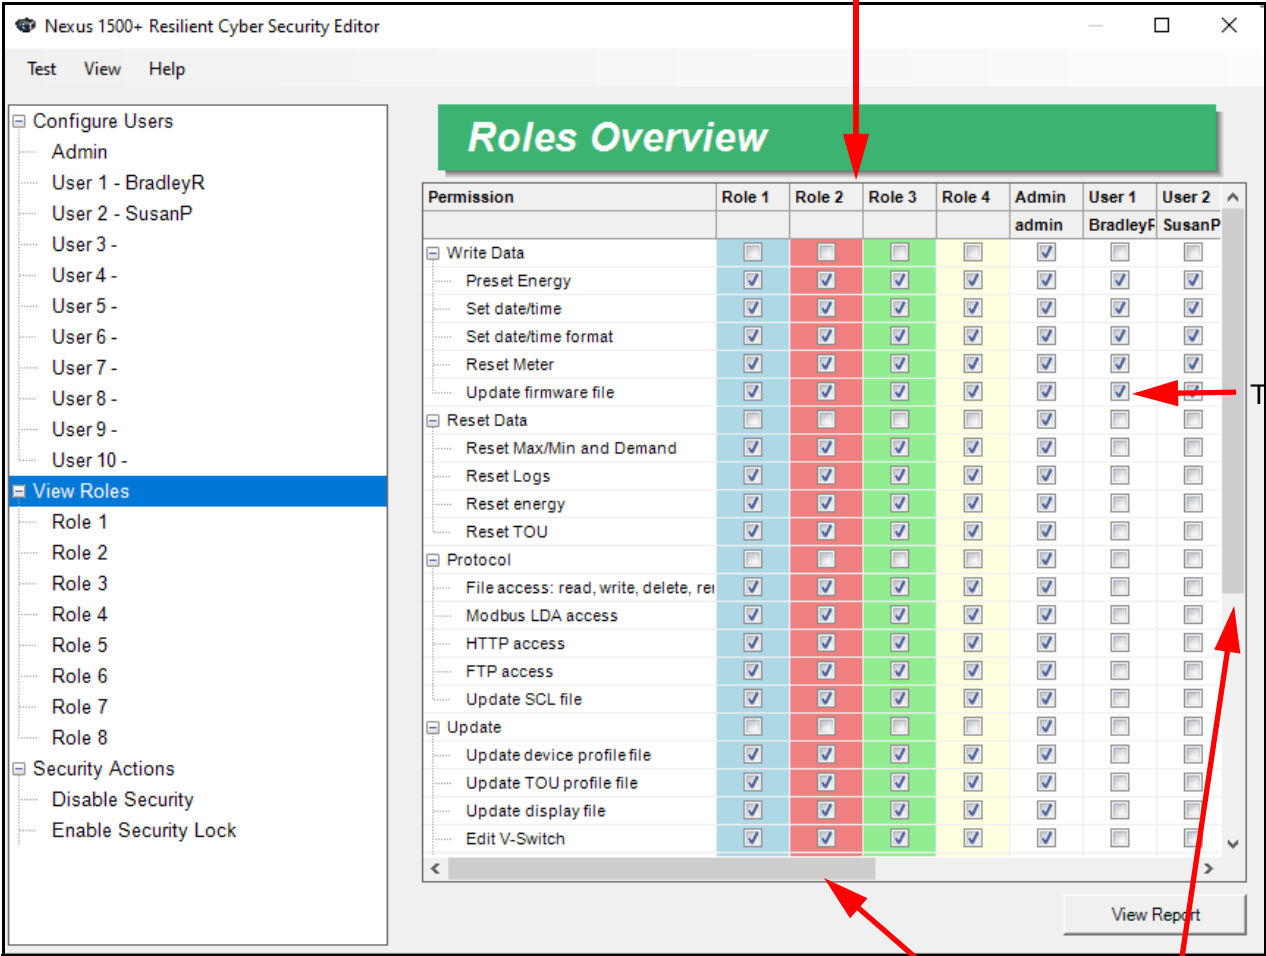 Nexus 1500+ Resilient Cyber Security Editor
Test View Help
Configure Users
Admin
User 1 - BradleyR
User 2 - SusanP
User 3 -
User 4 -
User 5 -
User 6 -
User 7 -
User 8 -
User 9 -
User 10 -
View Roles
Role 1
Role 2
Role 3
Role 4
Role 5
Role 6
Role 7
Role 8
Security Actions
Disable Security
Enable Security Lock
Roles Overview
Permission Role 1 Role 2 Role 3 Role 4 Admin User 1 User 2
admin BradleyR SusanP
Write Data
Preset Energy
Set date/time
Set date/time format
Reset Meter
Update firmware file
T
Reset Data
Reset Max/Min and Demand
Reset Logs
Reset energy
Reset TOU
Protocol
File access: read, write, delete, rei
Modbus LDA access
HTTP access
FTP access
Update SCL file
Update
Update device profile file
Update TOU profile file
Update display file
Edit V-Switch
View Report